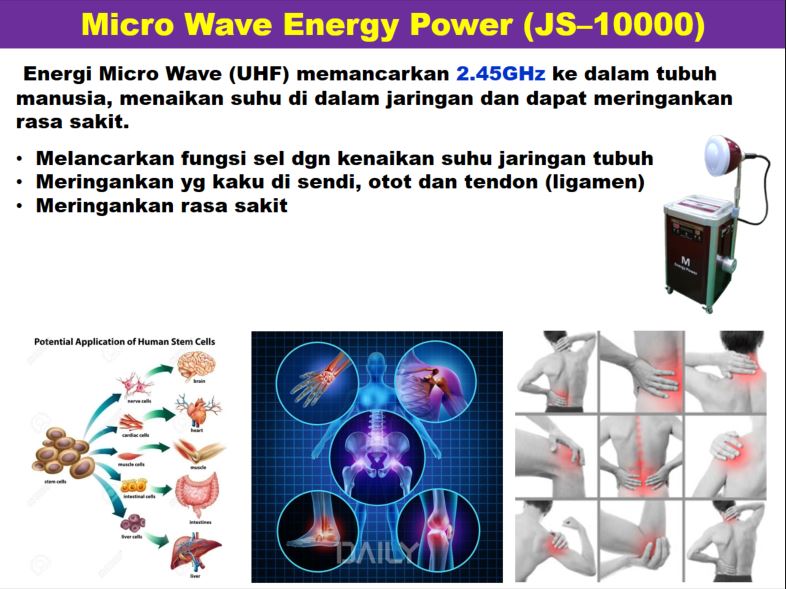 Micro Wave Energy Power (JS–10000)
Energi Micro Wave (UHF) memancarkan 2.45GHz ke dalam tubuh
manusia, menaikan suhu di dalam jaringan dan dapat meringankan
rasa sakit.
• Melancarkan fungsi sel dgn kenaikan suhu jaringan tubuh
• Meringankan yg kaku di sendi, otot dan tendon (ligamen)
• Meringankan rasa sakit
M
Energy Power
Potential Application of Human Stem Cells
brain
nerve cells
heart
cardiac cells
muscle cells
muscle
stem cells
intestinal cells
intestines
liver cells
liver
DAILY